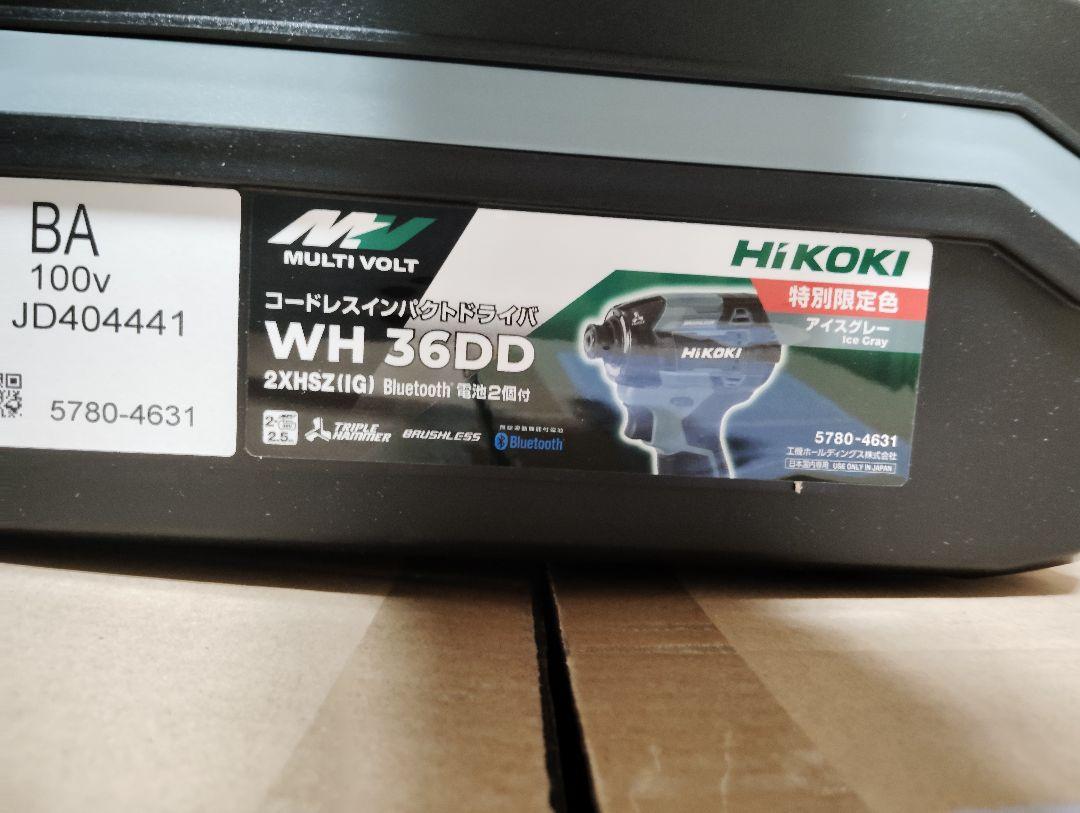 BA
100v
JD404441
5780-4631
MV
MULTI VOLT
HiKOKI
特別限定色
アイスグレー
Ice Gray
コードレスインパクトドライバ
WH 36DD
2XHSZ(IG) Bluetooth 電池2個付
HiKOKI
2.5
TRIPLE HAMMER
BRUSHLESS
Bluetooth
5780-4631
工機ホールディングス株式会社
日本国内専用 USE ONLY IN JAPAN